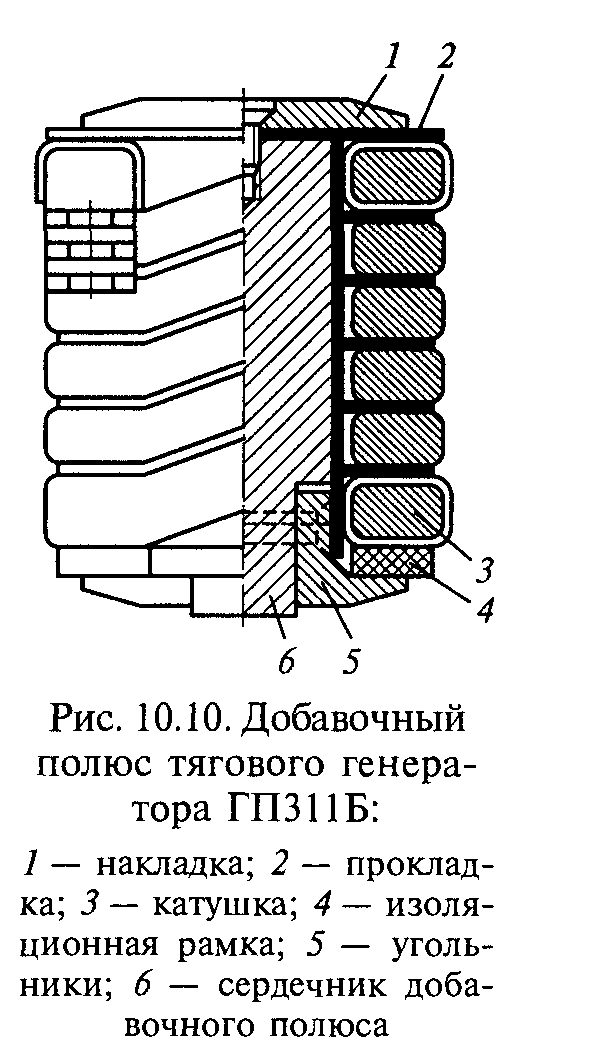 1 2
3
4
6 5
Рис. 10.10. Добавочный
полюс тягового генера-
тора ГП311Б:
1 — накладка; 2 — проклад-
ка; 3 — катушка; 4 — изоля-
ционная рамка; 5 — уголь-
ники; 6 — сердечник доба-
вочного полюса